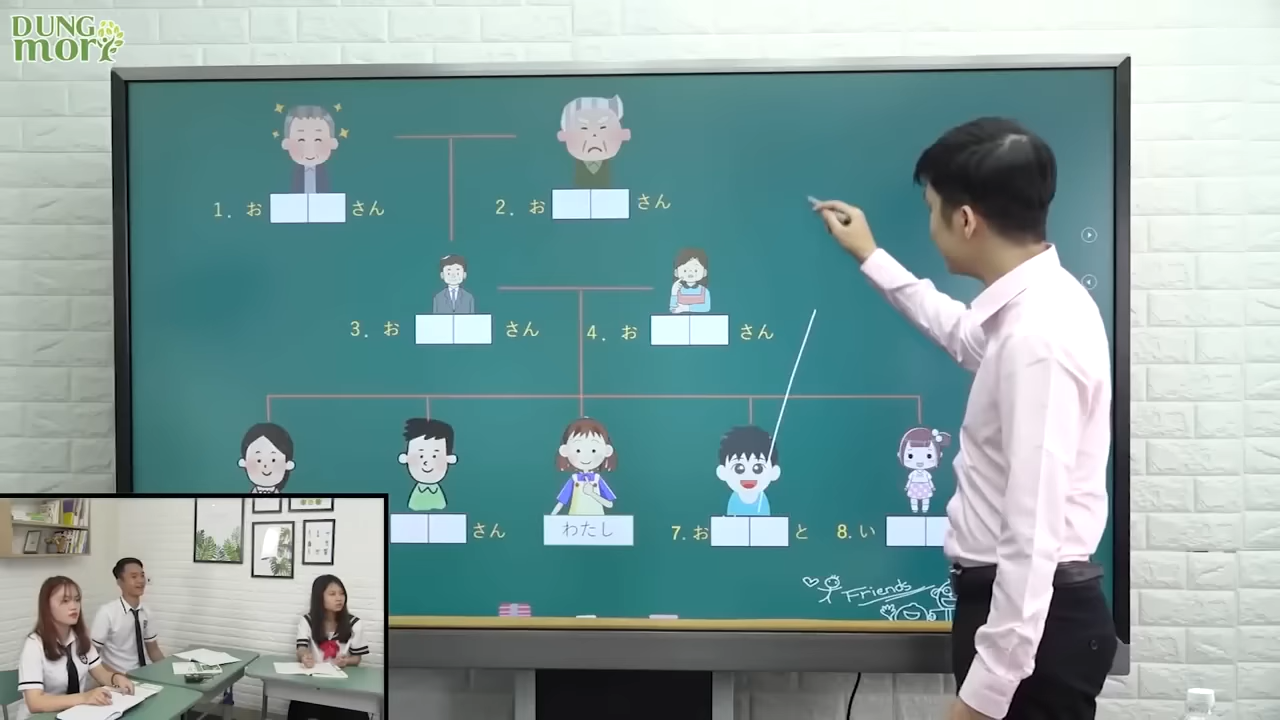 DUNG
mori
1. お さん
2. お さん
3. お さん
4. お さん
さん
わたし
7. お と
8. い
Friends